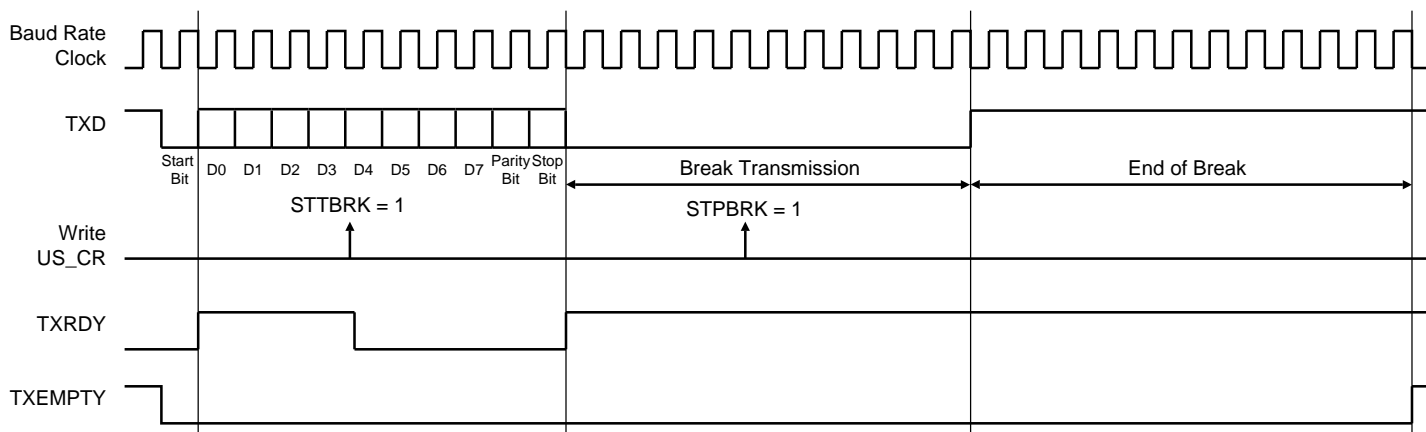 Baud Rate
Clock
TXD
Start
Bit
D0 D1 D2 D3 D4 D5 D6 D7
Parity
Bit
Stop
Bit
Break Transmission
End of Break
STTBRK = 1
STPBRK = 1
Write
US_CR
TXRDY
TXEMPTY